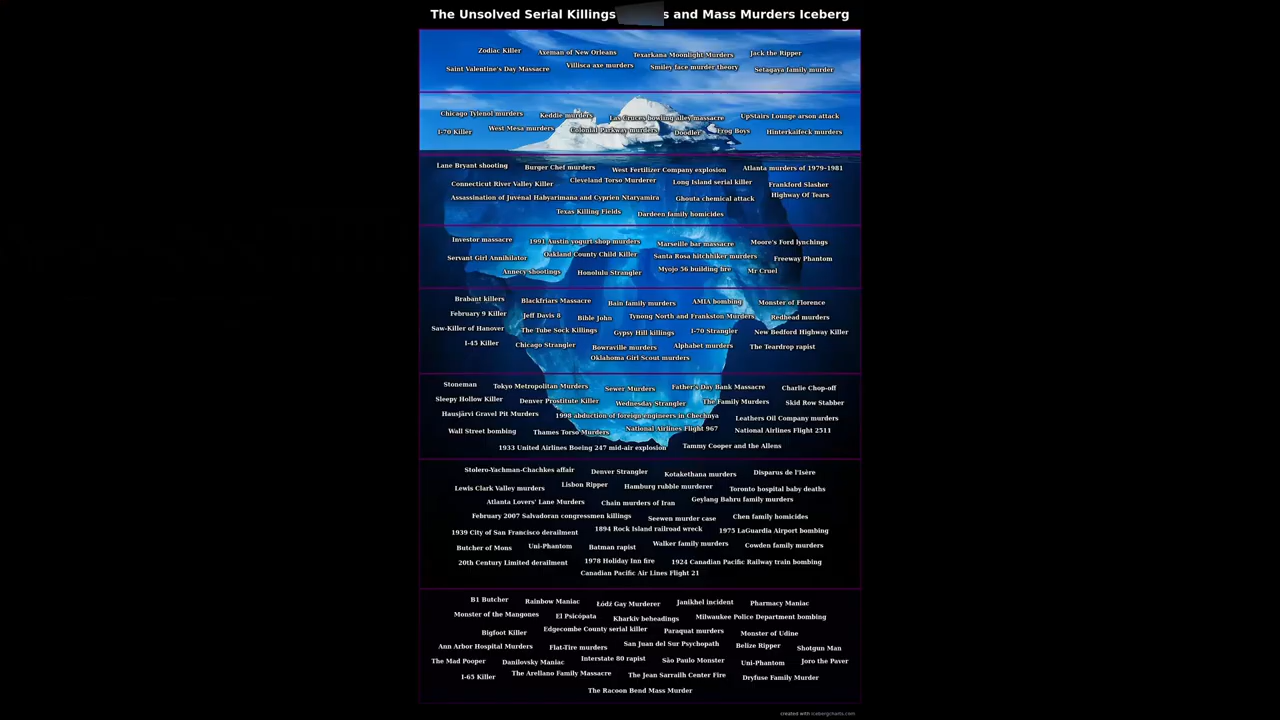 The Unsolved Serial Killings s and Mass Murders Iceberg
Zodiac Killer Axeman of New Orleans Texarkana Moonlight Murders Jack the Ripper
Saint Valentine's Day Massacre Villisca axe murders Smiley face murder theory Setagaya family murder
Chicago Tylenol murders Keddie murders Las Cruces bowling alley massacre UpStairs Lounge arson attack
I-70 Killer West Mesa murders Colonial Parkway murders Doodler Frog Boys Hinterkaifeck murders
Lane Bryant shooting Burger Chef murders West Fertilizer Company explosion Atlanta murders of 1979–1981
Connecticut River Valley Killer Cleveland Torso Murderer Long Island serial killer Frankford Slasher
Assassination of Juvénal Habyarimana and Cyprien Ntaryamira Ghouta chemical attack Highway Of Tears
Texas Killing Fields Dardeen family homicides
Investor massacre 1991 Austin yogurt shop murders Marseille bar massacre Moore's Ford lynchings
Servant Girl Annihilator Oakland County Child Killer Santa Rosa hitchhiker murders Freeway Phantom
Annecy shootings Honolulu Strangler Myojo 56 building fire Mr Cruel
Brabant killers Blackfriars Massacre Bain family murders AMIA bombing Monster of Florence
February 9 Killer Jeff Davis 8 Bible John Tynong North and Frankston Murders Redhead murders
Saw-Killer of Hanover The Tube Sock Killings Gypsy Hill killings I-70 Strangler New Bedford Highway Killer
I-45 Killer Chicago Strangler Bowraville murders Alphabet murders The Teardrop rapist
Oklahoma Girl Scout murders
Stoneman Tokyo Metropolitan Murders Sewer Murders Father's Day Bank Massacre Charlie Chop-off
Sleepy Hollow Killer Denver Prostitute Killer Wednesday Strangler The Family Murders Skid Row Stabber
Hausjärvi Gravel Pit Murders 1998 abduction of foreign engineers in Chechnya Leathers Oil Company murders
Wall Street bombing Thames Torso Murders National Airlines Flight 967 National Airlines Flight 2511
1933 United Airlines Boeing 247 mid-air explosion Tammy Cooper and the Allens
Stolero-Yachman-Chachkes affair Denver Strangler Kotakethana murders Disparus de l'Isère
Lewis Clark Valley murders Lisbon Ripper Hamburg rubble murderer Toronto hospital baby deaths
Atlanta Lovers' Lane Murders Chain murders of Iran Geylang Bahru family murders
February 2007 Salvadoran congressmen killings Seewen murder case Chen family homicides
1939 City of San Francisco derailment 1894 Rock Island railroad wreck 1975 LaGuardia Airport bombing
Butcher of Mons Uni-Phantom Batman rapist Walker family murders Cowden family murders
20th Century Limited derailment 1978 Holiday Inn fire 1924 Canadian Pacific Railway train bombing
Canadian Pacific Air Lines Flight 21
B1 Butcher Rainbow Maniac Łódź Gay Murderer Janikhel incident Pharmacy Maniac
Monster of the Mangones El Psicópata Kharkiv beheadings Milwaukee Police Department bombing
Bigfoot Killer Edgecombe County serial killer Paraquat murders Monster of Udine
Ann Arbor Hospital Murders Flat-Tire murders San Juan del Sur Psychopath Belize Ripper Shotgun Man
The Mad Pooper Danilovsky Maniac Interstate 80 rapist São Paulo Monster Uni-Phantom Joro the Paver
I-65 Killer The Arellano Family Massacre The Jean Sarrailh Center Fire Dryfuse Family Murder
The Racoon Bend Mass Murder
created with icebergcharts.com